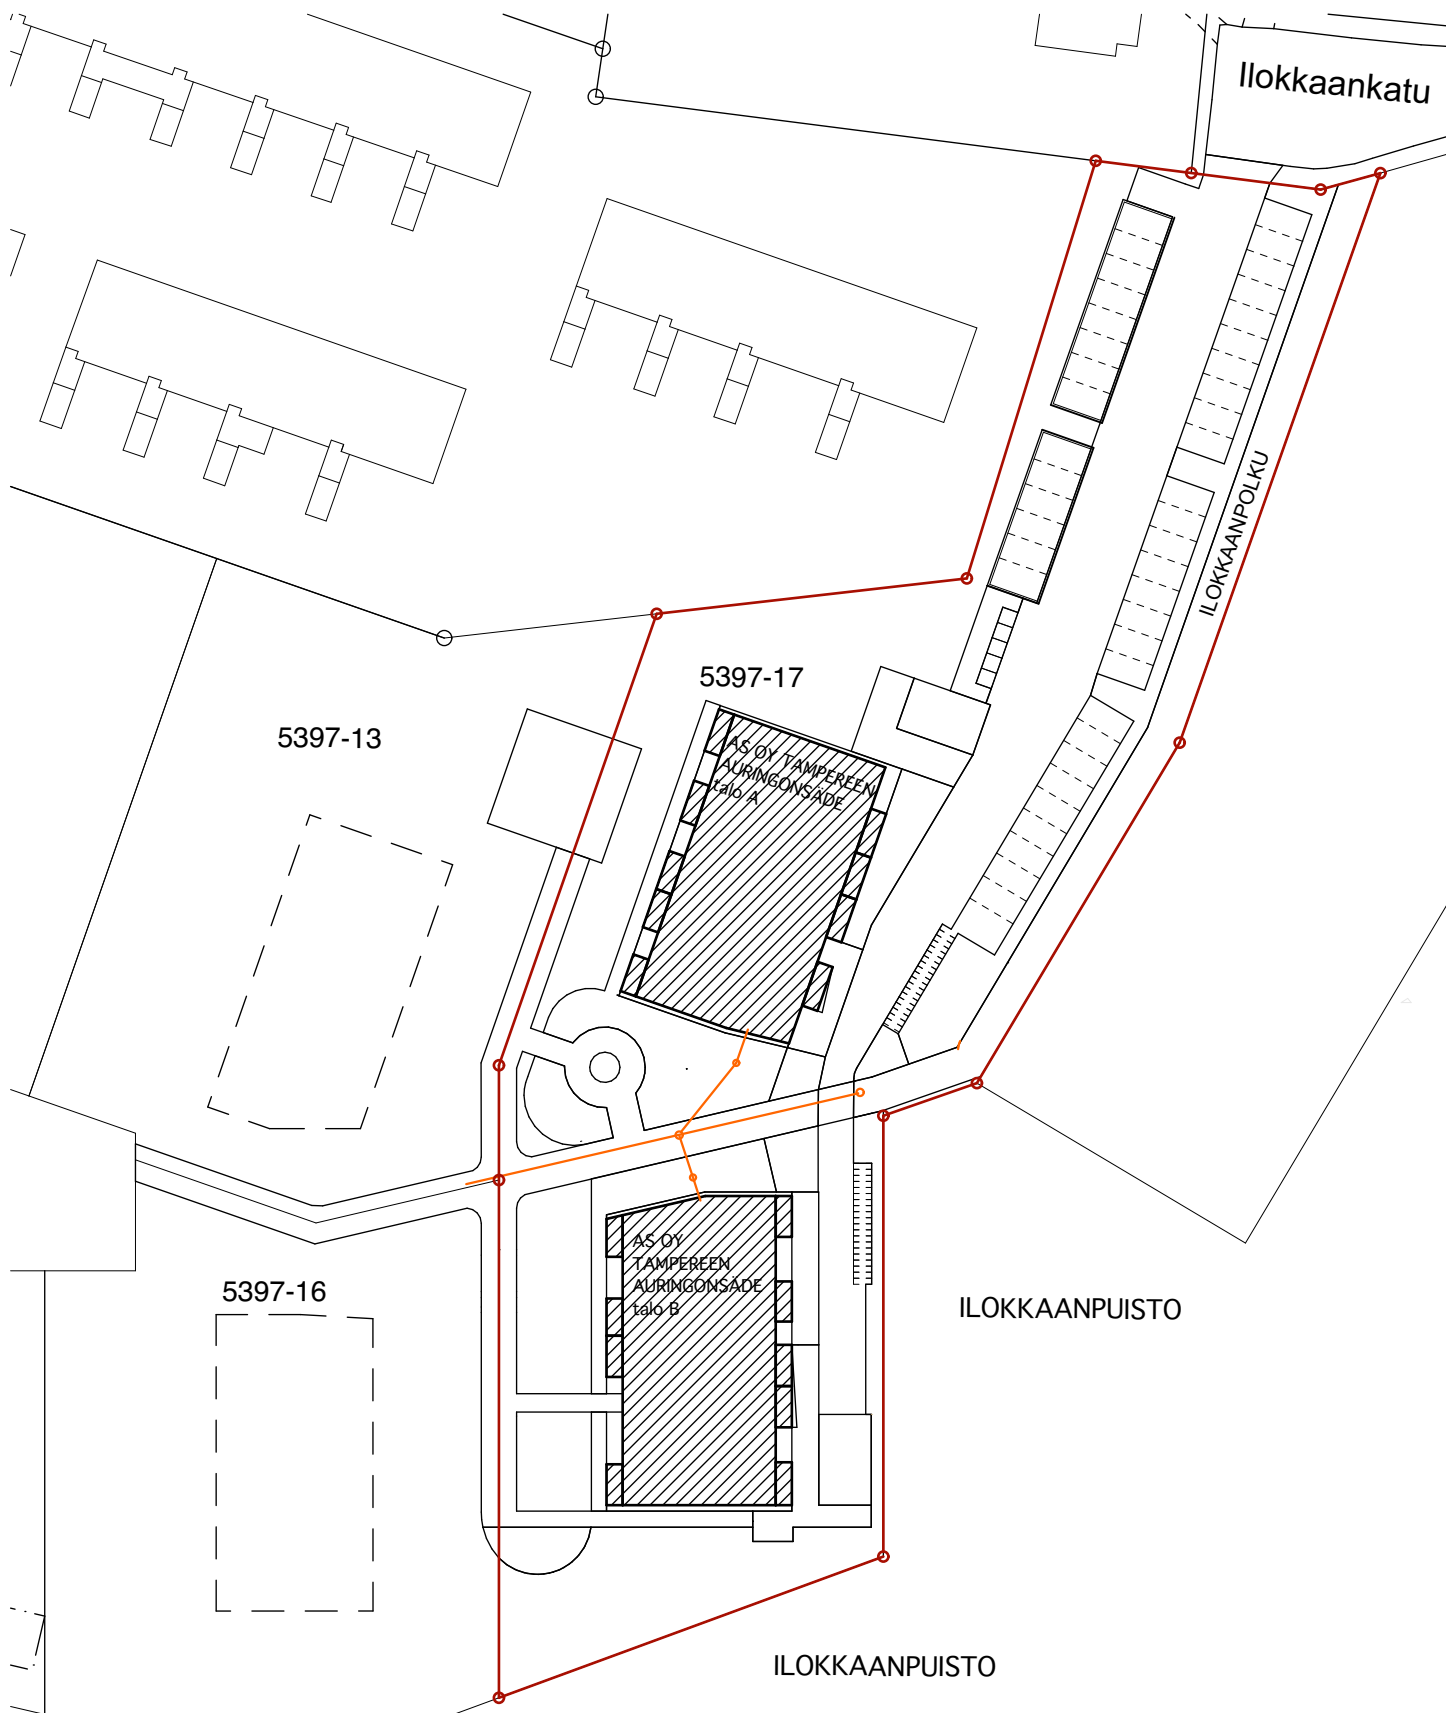 Ilokkaankatu
ILOKKAANPOLKU
5397-17
5397-13
AS OY TAMPEREEN
AURINGONSÄDE
talo A
AS OY
TAMPEREEN
AURINGONSÄDE
talo B
5397-16
ILOKKAANPUISTO
ILOKKAANPUISTO